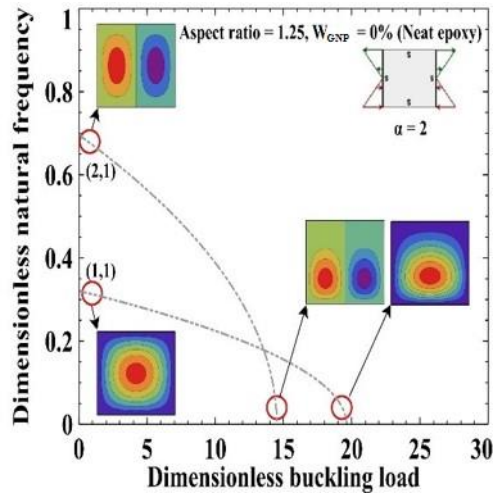 Aspect ratio = 1.25, W_GNP = 0% (Neat epoxy)
s
s
s
s
α = 2
(2,1)
(1,1)
Dimensionless natural frequency
1
0.8
0.6
0.4
0.2
0
0 5 10 15 20 25 30
Dimensionless buckling load